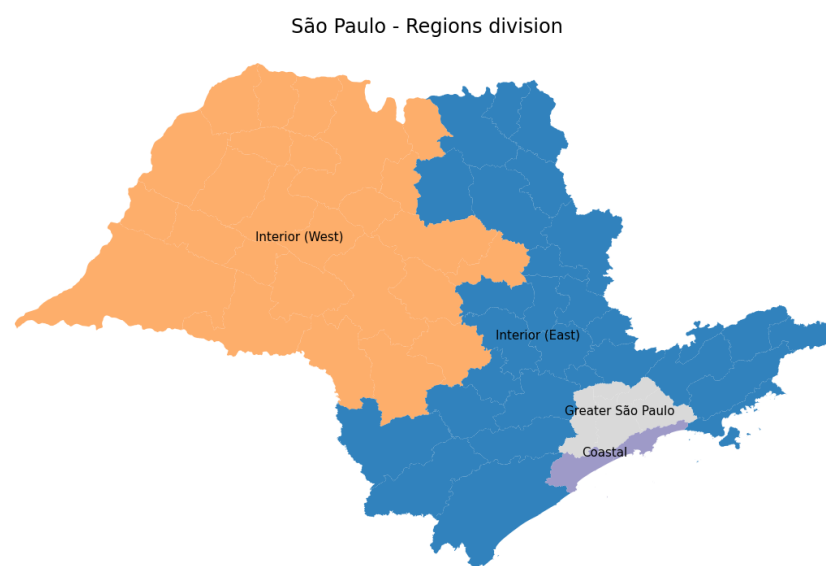 São Paulo - Regions division
Interior (West)
Interior (East)
Greater São Paulo
Coastal